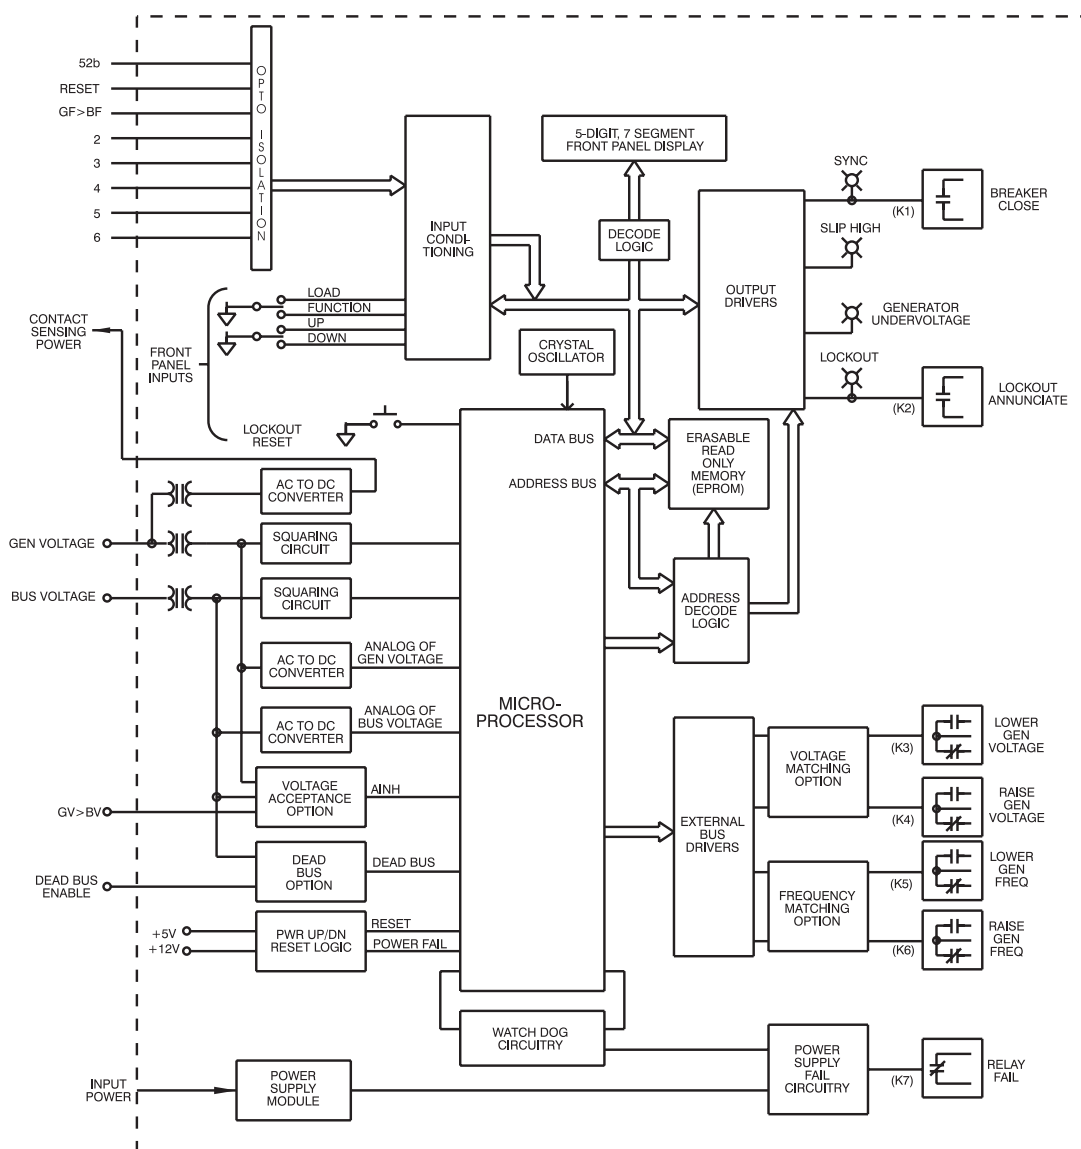 52b
RESET
GF>BF
2
3
4
5
6
OPTO ISOLATION
INPUT
CONDI-
TIONING
5-DIGIT, 7 SEGMENT
FRONT PANEL DISPLAY
DECODE
LOGIC
OUTPUT
DRIVERS
SYNC
(K1)
BREAKER
CLOSE
SLIP HIGH
GENERATOR
UNDERVOLTAGE
LOCKOUT
(K2)
LOCKOUT
ANNUNCIATE
CONTACT
SENSING
POWER
FRONT
PANEL
INPUTS
LOAD
FUNCTION
UP
DOWN
LOCKOUT
RESET
CRYSTAL
OSCILLATOR
DATA BUS
ADDRESS BUS
ERASABLE
READ
ONLY
MEMORY
(EPROM)
AC TO DC
CONVERTER
GEN VOLTAGE
SQUARING
CIRCUIT
BUS VOLTAGE
SQUARING
CIRCUIT
ADDRESS
DECODE
LOGIC
AC TO DC
CONVERTER
ANALOG OF
GEN VOLTAGE
AC TO DC
CONVERTER
ANALOG OF
BUS VOLTAGE
MICRO-
PROCESSOR
VOLTAGE
ACCEPTANCE
OPTION
AINH
GV>BV
DEAD
BUS
OPTION
DEAD BUS
DEAD BUS
ENABLE
+5V
+12V
PWR UP/DN
RESET LOGIC
RESET
POWER FAIL
EXTERNAL
BUS
DRIVERS
VOLTAGE
MATCHING
OPTION
(K3)
LOWER
GEN
VOLTAGE
(K4)
RAISE
GEN
VOLTAGE
FREQUENCY
MATCHING
OPTION
(K5)
LOWER
GEN
FREQ
(K6)
RAISE
GEN
FREQ
WATCH DOG
CIRCUITRY
INPUT
POWER
POWER
SUPPLY
MODULE
POWER
SUPPLY
FAIL
CIRCUITRY
(K7)
RELAY
FAIL